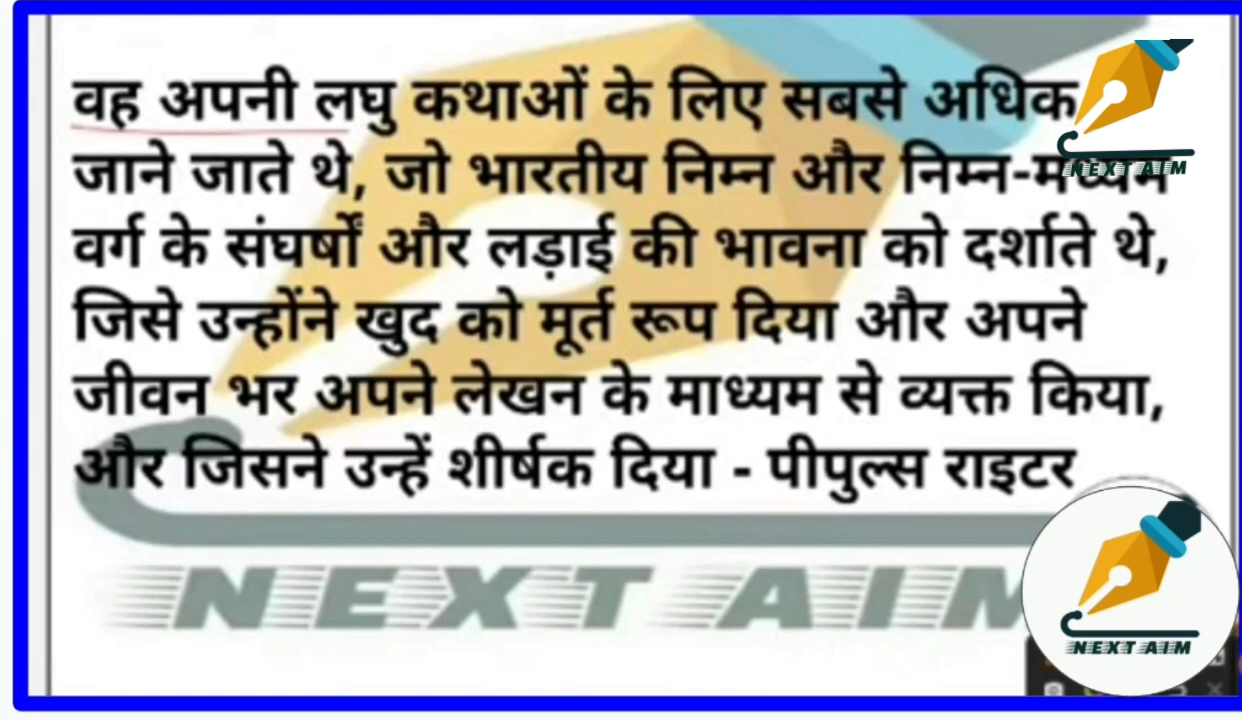 वह अपनी लघु कथाओं के लिए सबसे अधिक
जाने जाते थे, जो भारतीय निम्न और निम्न-मध्यम
वर्ग के संघर्षों और लड़ाई की भावना को दर्शाते थे,
जिसे उन्होंने खुद को मूर्त रूप दिया और अपने
जीवन भर अपने लेखन के माध्यम से व्यक्त किया,
और जिसने उन्हें शीर्षक दिया - पीपुल्स राइटर
NEXT AIM
NEXT AIM
NEXT AIM